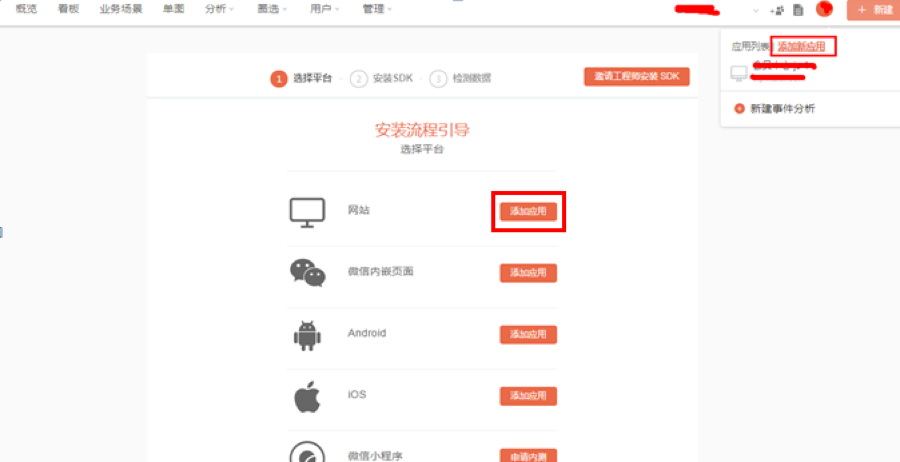 概览 看板 业务场景 单图 分析 圈选 用户 管理 + 新建
应用列表 添加新应用
1 选择平台 2 安装SDK 3 检测数据 邀请工程师安装 SDK
新建事件分析
安装流程引导
选择平台
网站 添加应用
微信内嵌页面 添加应用
Android 添加应用
iOS 添加应用
微信小程序 申请内测